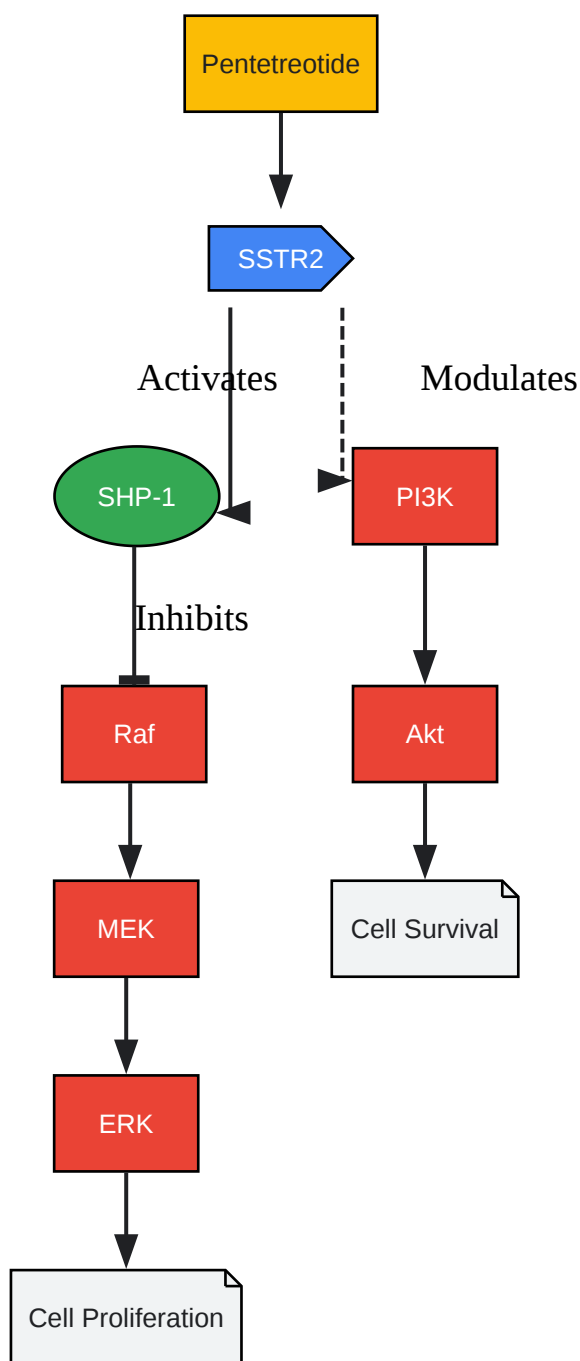 Pentetreotide
SSTR2
Activates
Modulates
SHP-1
PI3K
Inhibits
Raf
Akt
MEK
Cell Survival
ERK
Cell Proliferation